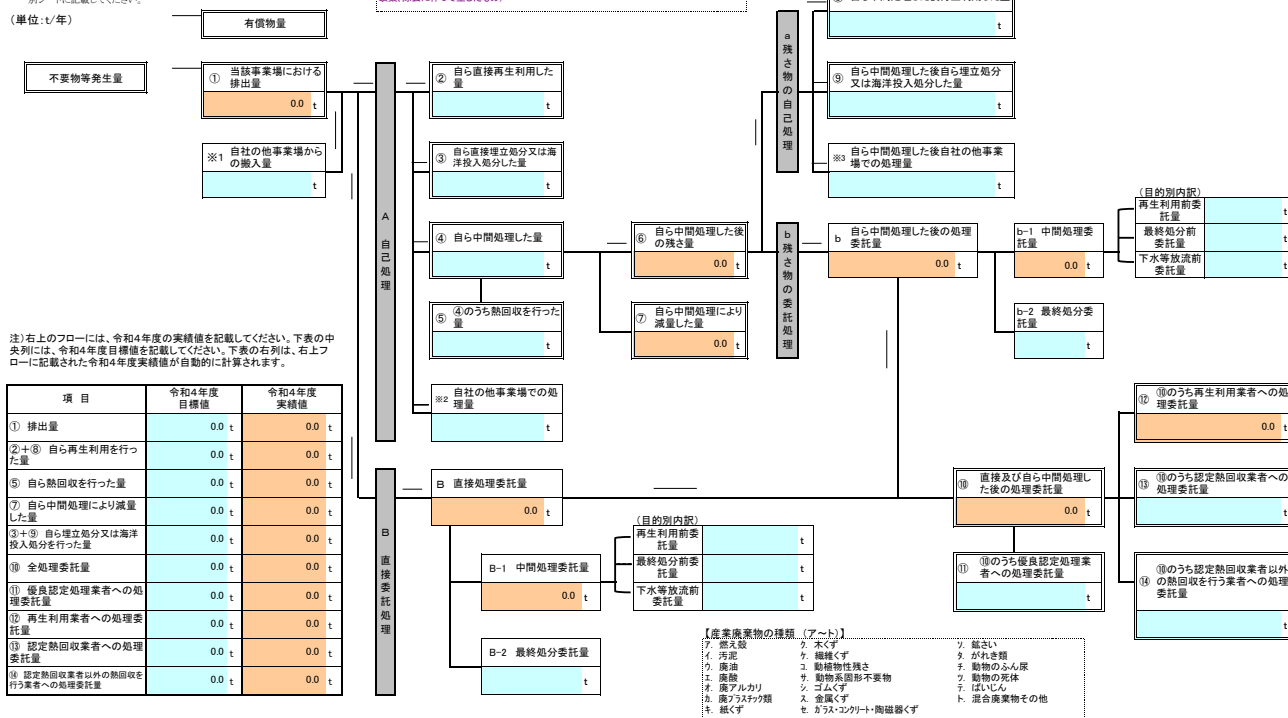 別シートに記載してください。
(単位：t/年)
有償物量
不要物等発生量
① 当該事業場における
排出量
0.0 t
※1 自社の他事業場から
の搬入量
t
A
自己処理
② 自ら直接再生利用した
量
t
③ 自ら直接埋立処分又は海
洋投入処分した量
t
④ 自ら中間処理した量
t
⑤ ④のうち熱回収を行った
量
t
※2 自社の他事業場での処
理量
t
⑥ 自ら中間処理した後
の残さ量
0.0 t
⑦ 自ら中間処理により
減量した量
0.0 t
a
残さ物の自己処理
t
⑨ 自ら中間処理した後自ら埋立処分
又は海洋投入処分した量
t
※3 自ら中間処理した後自社の他事業
場での処理量
t
b
残さ物の委託処理
b 自ら中間処理した後の処理
委託量
0.0 t
b-1 中間処理委
託量
0.0 t
(目的別内訳)
再生利用前委
託量
t
最終処分前
委託量
t
下水等放流前
委託量
t
b-2 最終処分委
託量
t
注)右上のフローには、令和4年度の実績値を記載してください。下表の中
央列には、令和4年度目標値を記載してください。下表の右列は、右上フ
ローに記載された令和4年度実績値が自動的に計算されます。
項 目 令和4年度 令和4年度
目標値 実績値
① 排出量 0.0 t 0.0 t
②+⑧ 自ら再生利用を行っ
た量 0.0 t 0.0 t
⑤ 自ら熱回収を行った量 0.0 t 0.0 t
⑦ 自ら中間処理により減量
した量 0.0 t 0.0 t
③+⑨ 自ら埋立処分又は海洋
投入処分を行った量 0.0 t 0.0 t
⑩ 全処理委託量 0.0 t 0.0 t
⑪ 優良認定処理業者への処
理委託量 0.0 t 0.0 t
⑫ 再生利用業者への処理委
託量 0.0 t 0.0 t
⑬ 認定熱回収業者への処理
委託量 0.0 t 0.0 t
⑭ 認定熱回収業者以外の熱回収を
行う業者への処理委託量 0.0 t 0.0 t
B
直接委託処理
B 直接処理委託量
0.0 t
B-1 中間処理委託量
0.0 t
(目的別内訳)
再生利用前委
託量
t
最終処分前委
託量
t
下水等放流前
委託量
t
B-2 最終処分委託量
t
⑩ 直接及び自ら中間処理し
た後の処理委託量
0.0 t
⑪ ⑩のうち優良認定処理業
者への処理委託量
t
⑫ ⑩のうち再生利用業者への処
理委託量
0.0 t
⑬ ⑩のうち認定熱回収業者への
処理委託量
t
⑭ ⑩のうち認定熱回収業者以外
の熱回収を行う業者への処理
委託量
t
【産業廃棄物の種類 (ア～ト)】
ア. 燃え殻 ク. 木くず ソ. 鉱さい
イ. 汚泥 ケ. 繊維くず タ. がれき類
ウ. 廃油 コ. 動植物性残さ チ. 動物のふん尿
エ. 廃酸 サ. 動物系固形不要物 ツ. 動物の死体
オ. 廃アルカリ シ. ゴムくず テ. ばいじん
カ. 廃プラスチック類 ス. 金属くず ト. 混合廃棄物その他
キ. 紙くず セ. ガラス・コンクリート・陶磁器くず